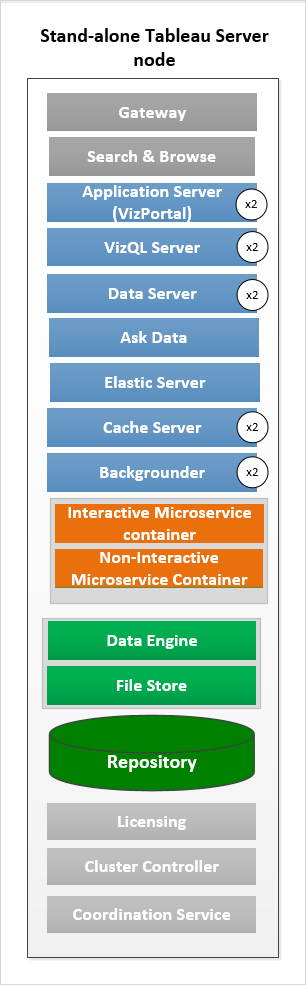 Stand-alone Tableau Server
node
Gateway
Search & Browse
Application Server
(VizPortal)
x2
VizQL Server
x2
Data Server
x2
Ask Data
Elastic Server
Cache Server
x2
Backgrounder
x2
Interactive Microservice
container
Non-Interactive
Microservice Container
Data Engine
File Store
Repository
Licensing
Cluster Controller
Coordination Service